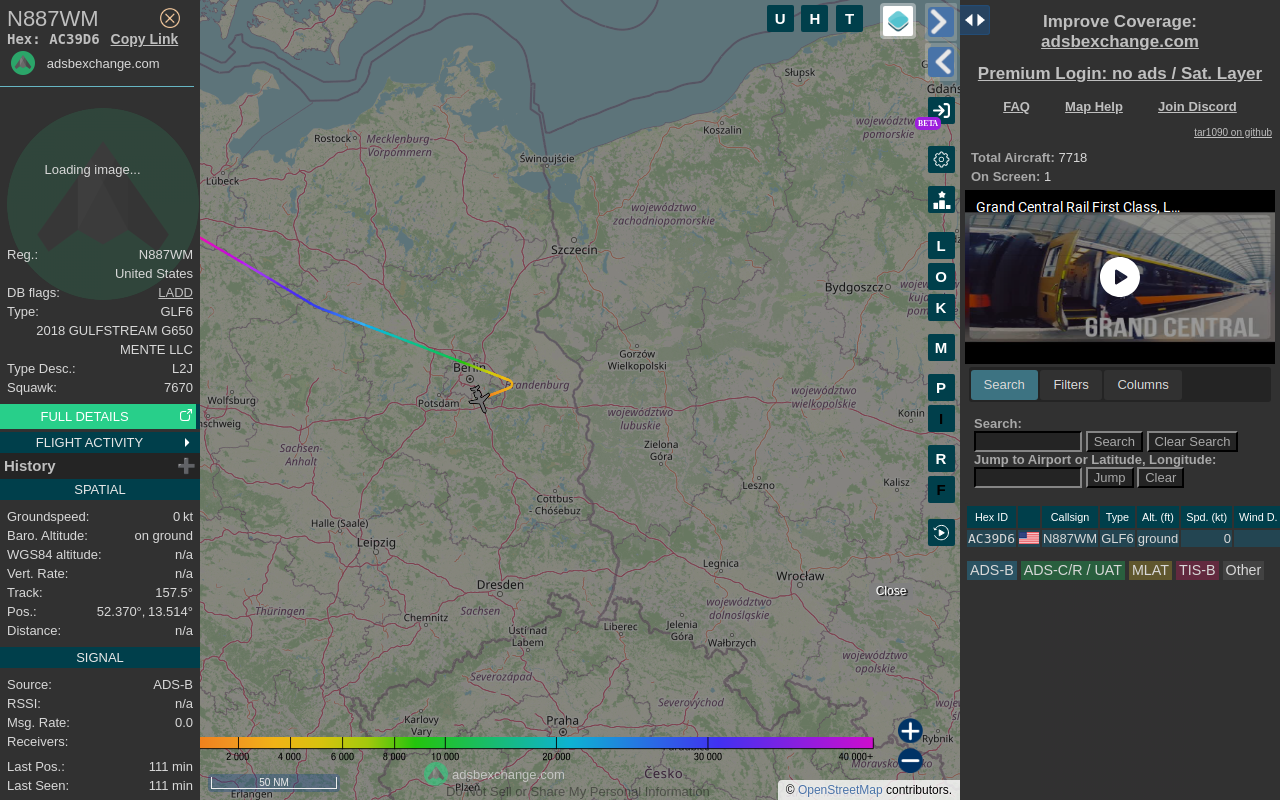 N887WM
Hex: AC39D6 Copy Link
adsbexchange.com
Loading image...
Reg.: N887WM
United States
DB flags: LADD
Type: GLF6
2018 GULFSTREAM G650
MENTE LLC
Type Desc.: L2J
Squawk: 7670
FULL DETAILS
FLIGHT ACTIVITY
History
SPATIAL
Groundspeed: 0 kt
Baro. Altitude: on ground
WGS84 altitude: n/a
Vert. Rate: n/a
Track: 157.5°
Pos.: 52.370°, 13.514°
Distance: n/a
SIGNAL
Source: ADS-B
RSSI: n/a
Msg. Rate: 0.0
Receivers:
Last Pos.: 111 min
Last Seen: 111 min
U H T
Słupsk
Gdań
Koszalin
województwo
pomorskie
BETA
Rostock
Mecklenburg-
Vorpommern
Świnoujście
Lübeck
województwo
zachodniopomorskie
Szczecin
Bydgoszcz
L
O
K
M
P
I
R
F
Gorzów
Wielkopolski
Berlin
Brandenburg
Potsdam
Wolfsburg
województwo
wielkopolskie
województwo
lubuskie
Konin
Zielona
Góra
Sachsen-
Anhalt
Leszno
Kalisz
Cottbus
- Chóśebuz
Halle (Saale)
Leipzig
Legnica
Wrocław
Dresden
Close
Thüringen
Chemnitz
Sachsen
województwo
dolnośląskie
Ústí nad
Labem
Liberec
Jelenia
Góra
Wałbrzych
województwo
opolskie
Severozápad
Severovýchod
Karlovy
Vary
Praha
Rybnik
2 000 4 000 6 000 8 000 10 000 20 000 30 000 40 000+
Moravskoslezsko
adsbexchange.com
Česko
50 NM
Plzeň
Do Not Sell or Share My Personal Information
Erlangen
© OpenStreetMap contributors.
Improve Coverage:
adsbexchange.com
Premium Login: no ads / Sat. Layer
FAQ Map Help Join Discord
tar1090 on github
Total Aircraft: 7718
On Screen: 1
Grand Central Rail First Class, L...
GRAND CENTRAL
Search Filters Columns
Search:
Search Clear Search
Jump to Airport or Latitude, Longitude:
Jump Clear
Hex ID Callsign Type Alt. (ft) Spd. (kt) Wind D.
AC39D6 N887WM GLF6 ground 0
ADS-B ADS-C/R / UAT MLAT TIS-B Other